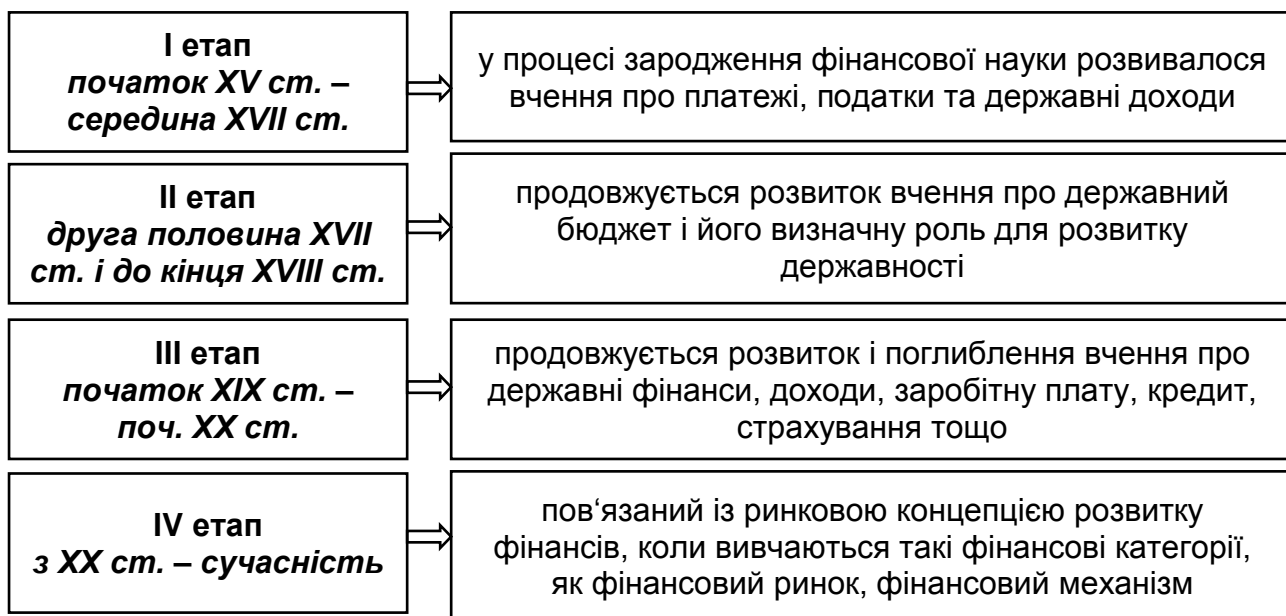 І етап
початок XV ст. –
середина XVII ст.
у процесі зародження фінансової науки розвивалося
вчення про платежі, податки та державні доходи
ІІ етап
друга половина XVII
ст. і до кінця XVIII ст.
продовжується розвиток вчення про державний
бюджет і його визначну роль для розвитку
державності
ІІІ етап
початок XIX ст. –
поч. XX ст.
продовжується розвиток і поглиблення вчення про
державні фінанси, доходи, заробітну плату, кредит,
страхування тощо
IV етап
з XX ст. – сучасність
пов‘язаний із ринковою концепцією розвитку
фінансів, коли вивчаються такі фінансові категорії,
як фінансовий ринок, фінансовий механізм